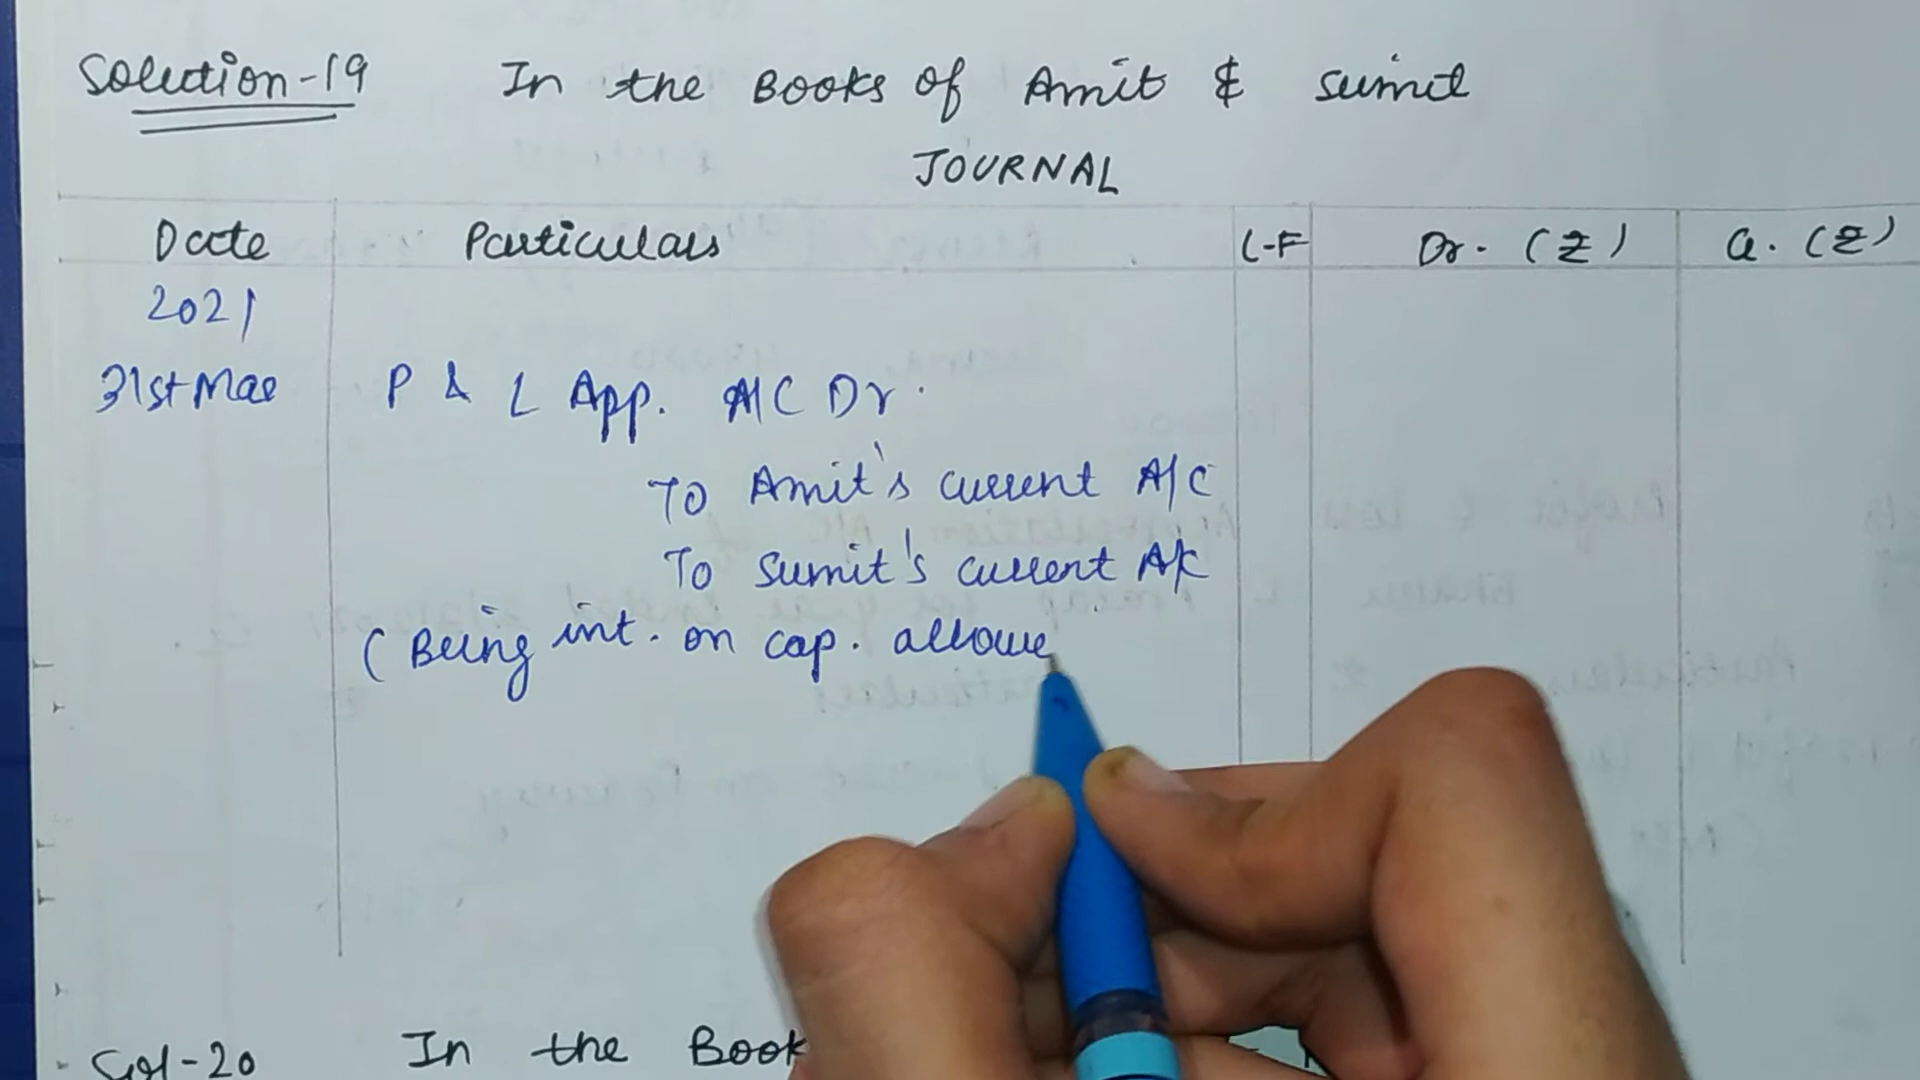 Solution-19 In the Books of Amit & Sumit
JOURNAL
Date Particulars L-F Dr. (₹) Cr. (₹)
2021
31st Mar P & L App. A/C Dr.
To Amit's current A/C
To Sumit's current A/C
(Being int. on cap. allowe
Sol-20 In the Book